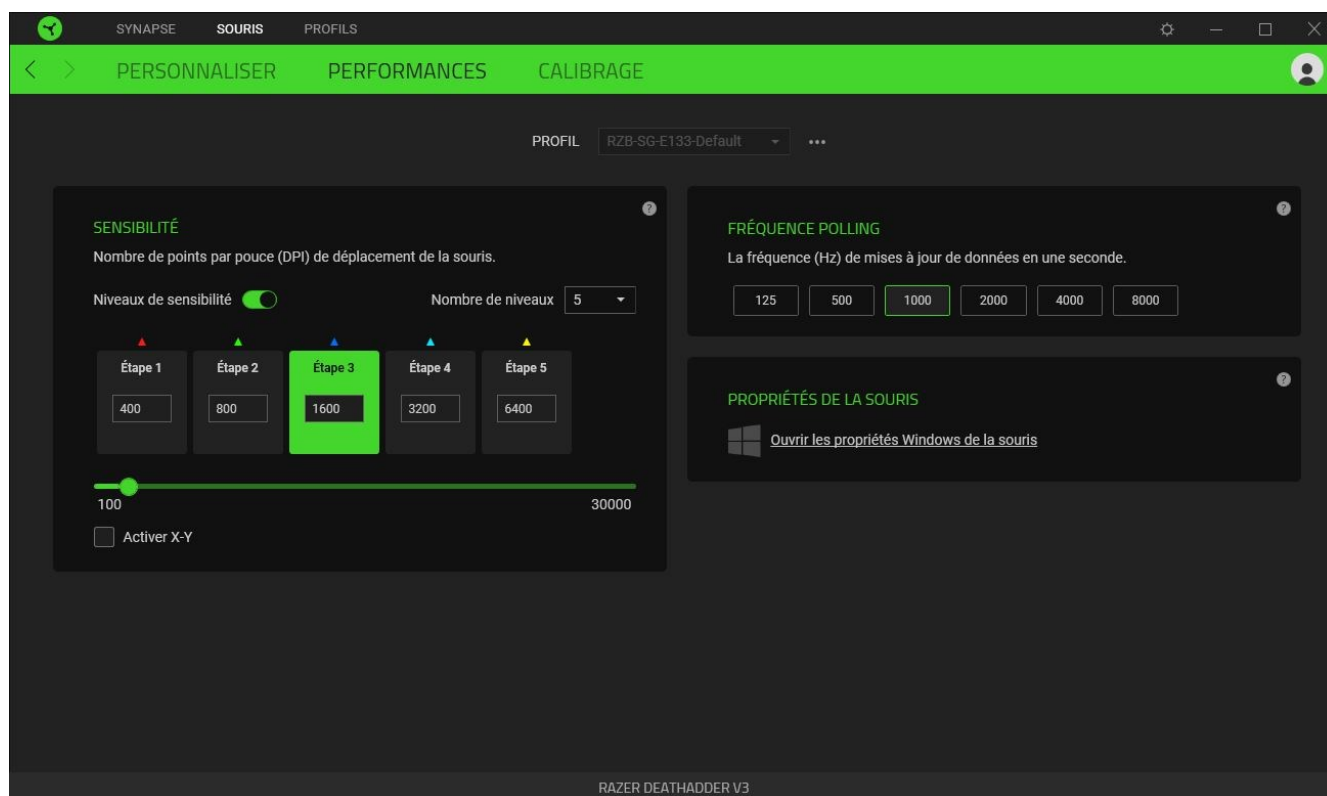 SYNAPSE SOURIS PROFILS
PERSONNALISER PERFORMANCES CALIBRAGE
PROFIL RZB-SG-E133-Default
SENSIBILITÉ
Nombre de points par pouce (DPI) de déplacement de la souris.
Niveaux de sensibilité Nombre de niveaux 5
Étape 1 Étape 2 Étape 3 Étape 4 Étape 5
400 800 1600 3200 6400
100 30000
Activer X-Y
FRÉQUENCE POLLING
La fréquence (Hz) de mises à jour de données en une seconde.
125 500 1000 2000 4000 8000
PROPRIÉTÉS DE LA SOURIS
Ouvrir les propriétés Windows de la souris
RAZER DEATHADDER V3